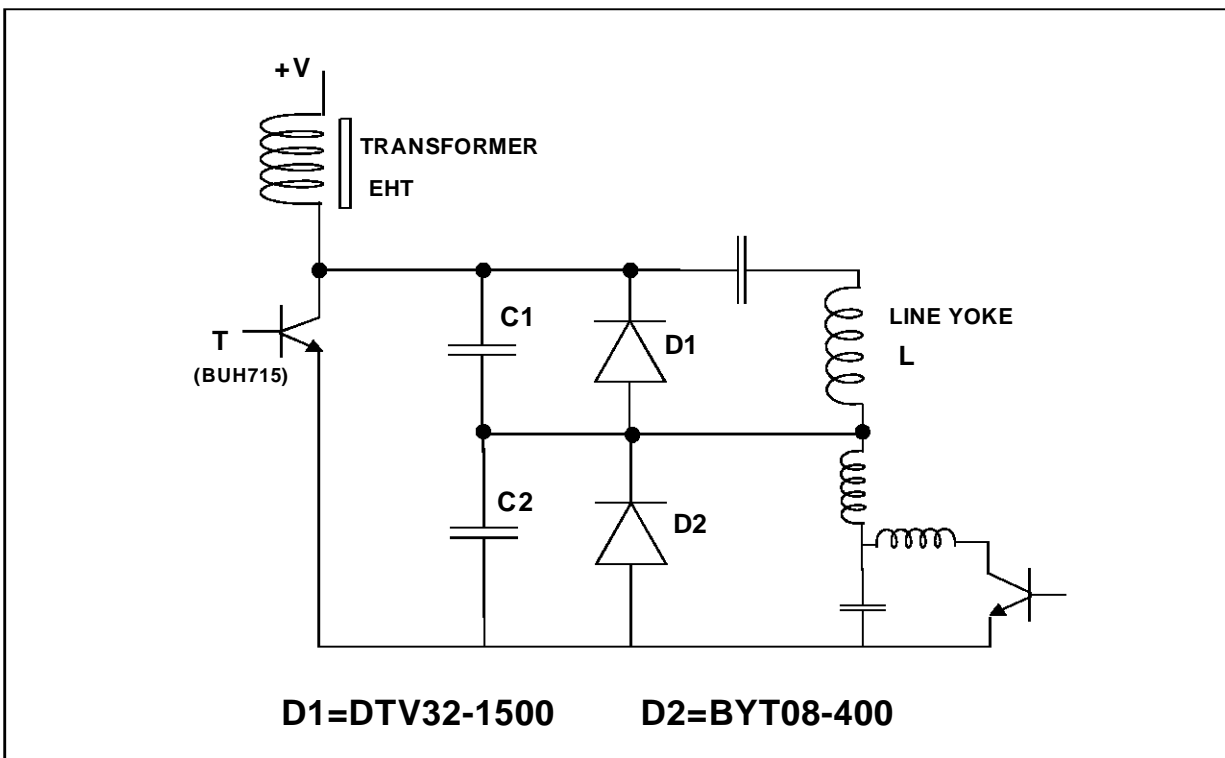 +V
TRANSFORMER
EHT
C1
D1
LINE YOKE
L
T
(BUH715)
C2
D2
D1=DTV32-1500 D2=BYT08-400